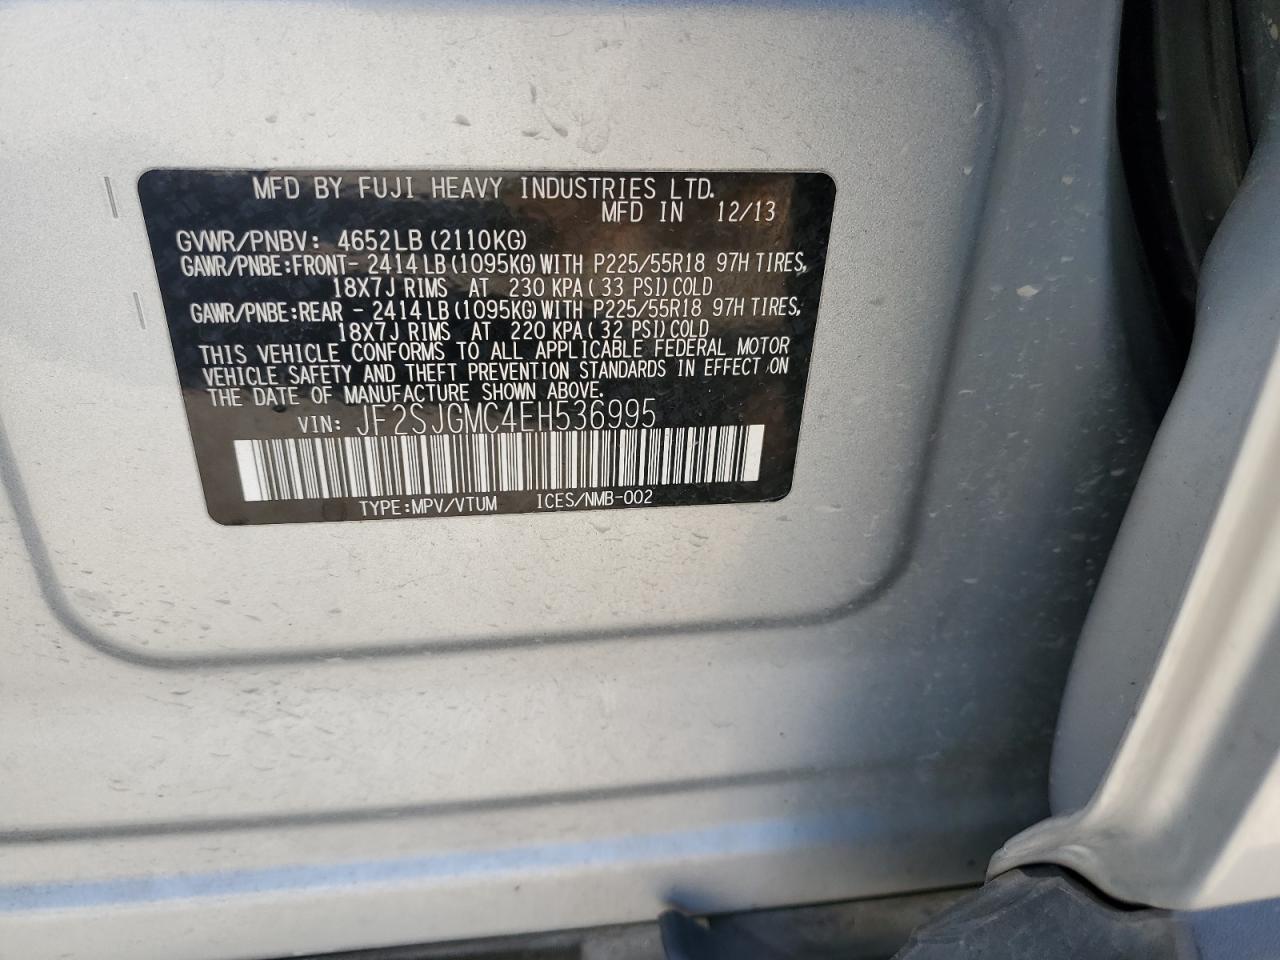 MFD BY FUJI HEAVY INDUSTRIES LTD.
MFD IN 12/13
GVWR/PNBV: 4652LB (2110KG)
GAWR/PNBE:FRONT- 2414 LB (1095KG) WITH P225/55R18 97H TIRES,
18X7J RIMS AT 230 KPA ( 33 PSI) COLD
GAWR/PNBE:REAR - 2414 LB (1095KG) WITH P225/55R18 97H TIRES,
18X7J RIMS AT 220 KPA ( 32 PSI) COLD
THIS VEHICLE CONFORMS TO ALL APPLICABLE FEDERAL MOTOR
VEHICLE SAFETY AND THEFT PREVENTION STANDARDS IN EFFECT ON
THE DATE OF MANUFACTURE SHOWN ABOVE.
VIN: JF2SJGMC4EH536995
TYPE:MPV/VTUM ICES/NMB-002